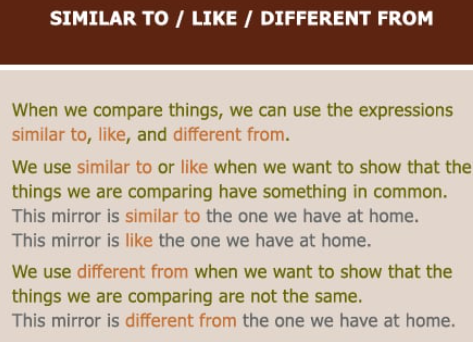 SIMILAR TO / LIKE / DIFFERENT FROM
When we compare things, we can use the expressions
similar to, like, and different from.
We use similar to or like when we want to show that the
things we are comparing have something in common.
This mirror is similar to the one we have at home.
This mirror is like the one we have at home.
We use different from when we want to show that the
things we are comparing are not the same.
This mirror is different from the one we have at home.